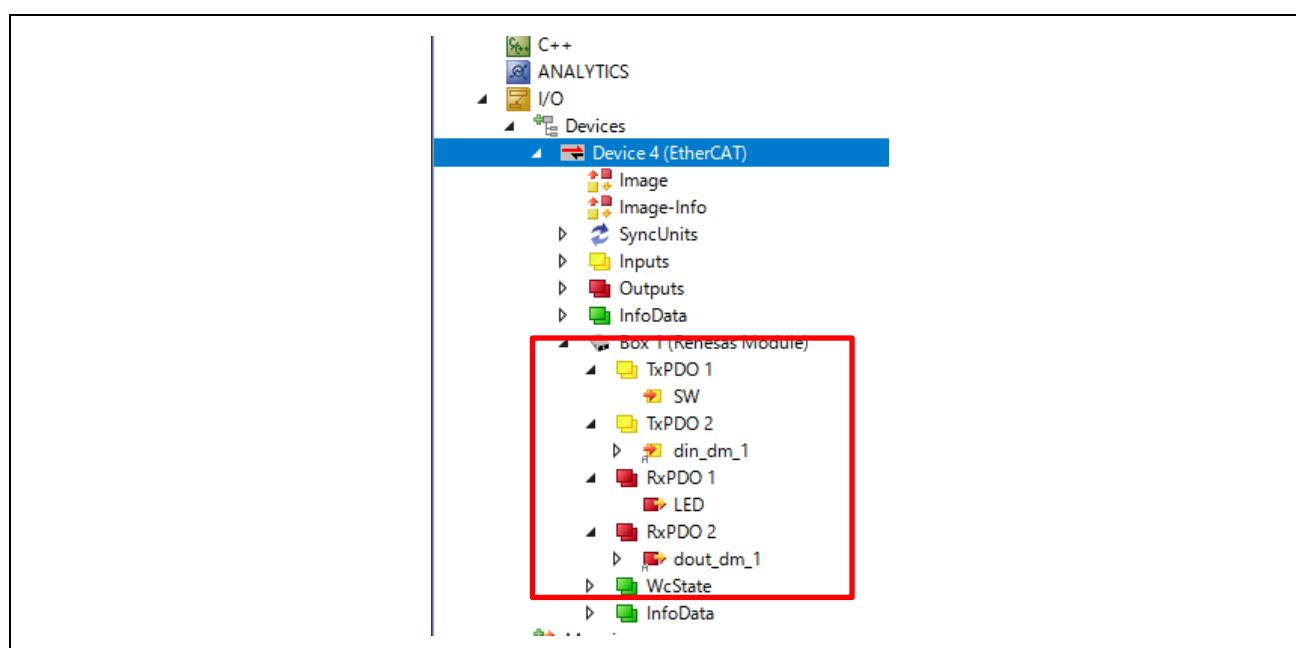 C++
ANALYTICS
I/O
Devices
Device 4 (EtherCAT)
Image
Image-Info
SyncUnits
Inputs
Outputs
InfoData
Box 1 (Renesas Module)
TxPDO 1
SW
TxPDO 2
din_dm_1
RxPDO 1
LED
RxPDO 2
dout_dm_1
WcState
InfoData